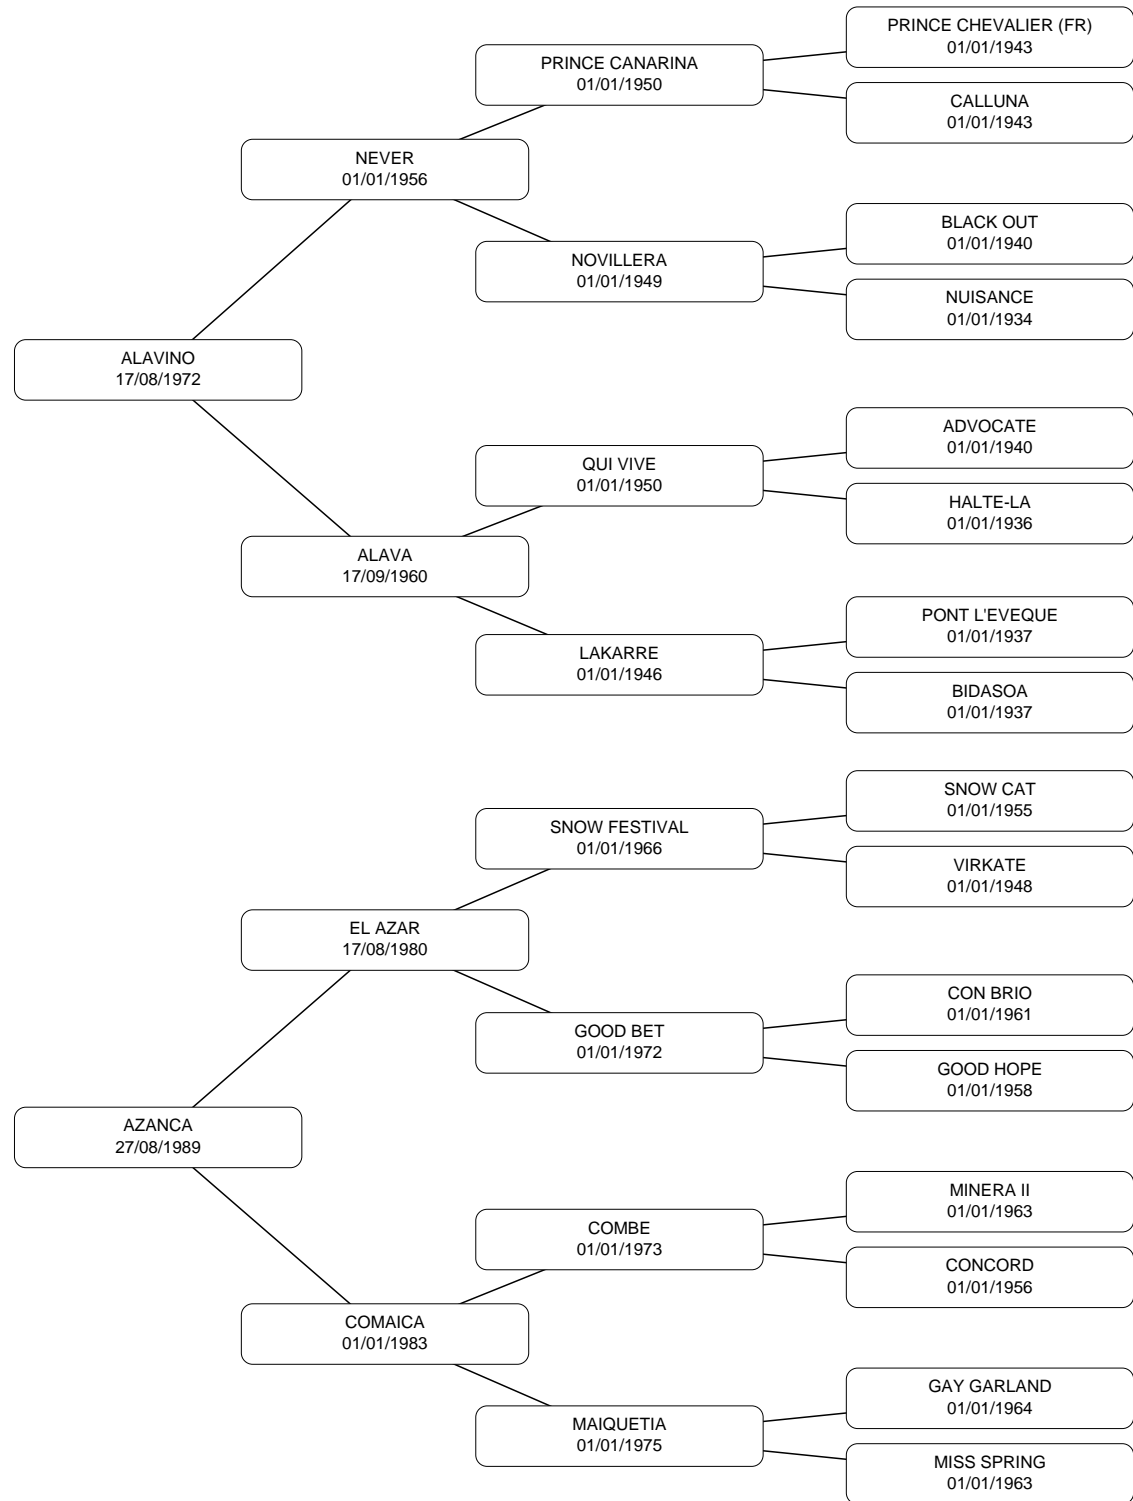 PRINCE CHEVALIER (FR)
01/01/1943
PRINCE CANARINA
01/01/1950
CALLUNA
01/01/1943
NEVER
01/01/1956
BLACK OUT
01/01/1940
NOVILLERA
01/01/1949
NUISANCE
01/01/1934
ALAVINO
17/08/1972
ADVOCATE
01/01/1940
QUI VIVE
01/01/1950
HALTE-LA
01/01/1936
ALAVA
17/09/1960
PONT L'EVEQUE
01/01/1937
LAKARRE
01/01/1946
BIDASOA
01/01/1937
SNOW CAT
01/01/1955
SNOW FESTIVAL
01/01/1966
VIRKATE
01/01/1948
EL AZAR
17/08/1980
CON BRIO
01/01/1961
GOOD BET
01/01/1972
GOOD HOPE
01/01/1958
AZANCA
27/08/1989
MINERA II
01/01/1963
COMBE
01/01/1973
CONCORD
01/01/1956
COMAICA
01/01/1983
GAY GARLAND
01/01/1964
MAIQUETIA
01/01/1975
MISS SPRING
01/01/1963